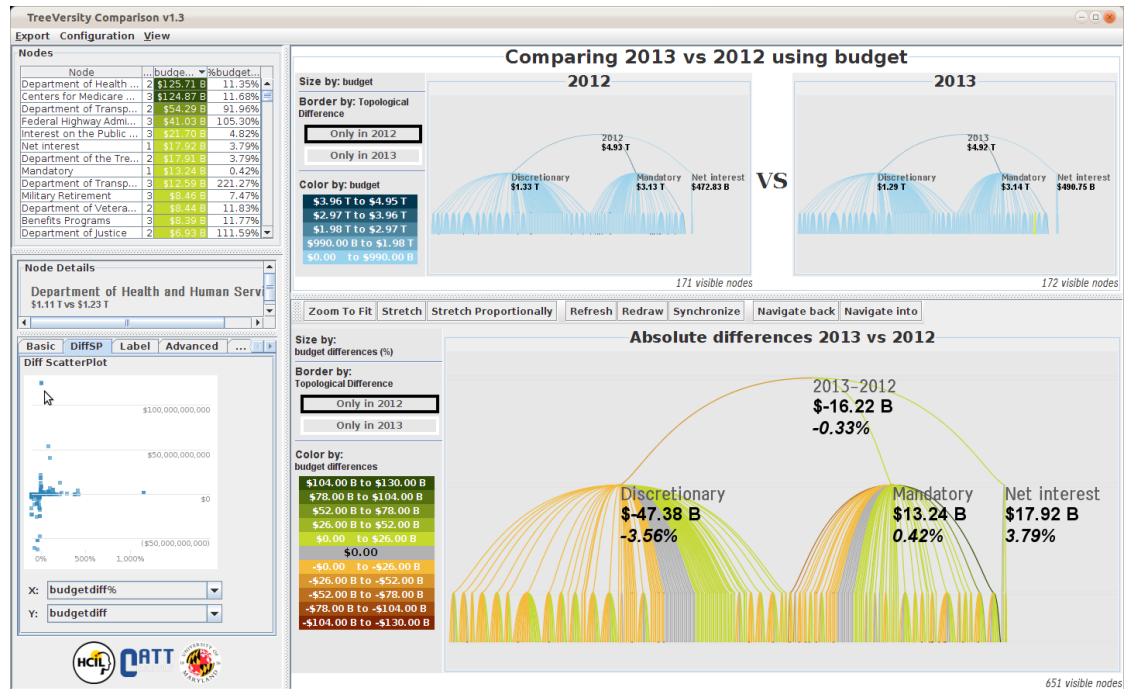 TreeVersity Comparison v1.3
Export Configuration View
Nodes
Node ... budge... %budget...
Department of Health ... 2 $125.71 B 11.35%
Centers for Medicare ... 3 $124.87 B 11.68%
Department of Transp... 2 $54.29 B 91.96%
Federal Highway Admi... 3 $41.03 B 105.30%
Interest on the Public ... 3 $21.70 B 4.82%
Net interest 1 $17.92 B 3.79%
Department of the Tre... 2 $17.91 B 3.79%
Mandatory 1 $13.24 B 0.42%
Department of Transp... 3 $12.59 B 221.27%
Military Retirement 3 $8.46 B 7.47%
Department of Vetera... 2 $8.44 B 11.83%
Benefits Programs 3 $8.39 B 11.77%
Department of Justice 2 $6.93 B 111.59%
Node Details
Department of Health and Human Servi
$1.11 T vs $1.23 T
Basic DiffSP Label Advanced ...
Diff ScatterPlot
$100,000,000,000
$50,000,000,000
$0
($50,000,000,000)
0% 500% 1,000%
X: budgetdiff%
Y: budgetdiff
HCIL CATT
UNIVERSITY OF MARYLAND
Comparing 2013 vs 2012 using budget
Size by: budget
Border by: Topological
Difference
Only in 2012
Only in 2013
Color by: budget
$3.96 T to $4.95 T
$2.97 T to $3.96 T
$1.98 T to $2.97 T
$990.00 B to $1.98 T
$0.00 to $990.00 B
2012
2012
$4.93 T
Discretionary
$1.33 T
Mandatory
$3.13 T
Net interest
$472.83 B
171 visible nodes
VS
2013
2013
$4.92 T
Discretionary
$1.29 T
Mandatory
$3.14 T
Net interest
$490.75 B
172 visible nodes
Zoom To Fit Stretch Stretch Proportionally Refresh Redraw Synchronize Navigate back Navigate into
Size by:
budget differences (%)
Border by:
Topological Difference
Only in 2012
Only in 2013
Color by:
budget differences
$104.00 B to $130.00 B
$78.00 B to $104.00 B
$52.00 B to $78.00 B
$26.00 B to $52.00 B
$0.00 to $26.00 B
$0.00
-$0.00 to -$26.00 B
-$26.00 B to -$52.00 B
-$52.00 B to -$78.00 B
-$78.00 B to -$104.00 B
-$104.00 B to -$130.00 B
Absolute differences 2013 vs 2012
2013-2012
$-16.22 B
-0.33%
Discretionary
$-47.38 B
-3.56%
Mandatory
$13.24 B
0.42%
Net interest
$17.92 B
3.79%
651 visible nodes